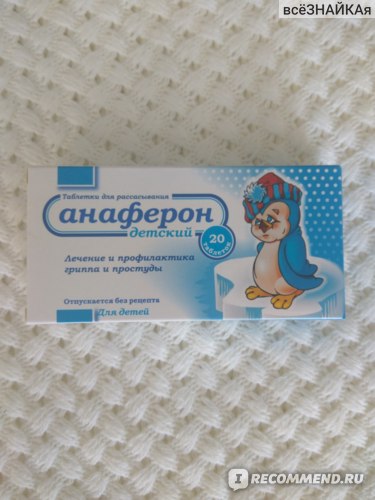 всёЗНАЙКАя
Таблетки для рассасывания
анаферон
детский
20
таблеток
Лечение и профилактика
гриппа и простуды
Отпускается без рецепта
Для детей
I RECOMMEND.RU